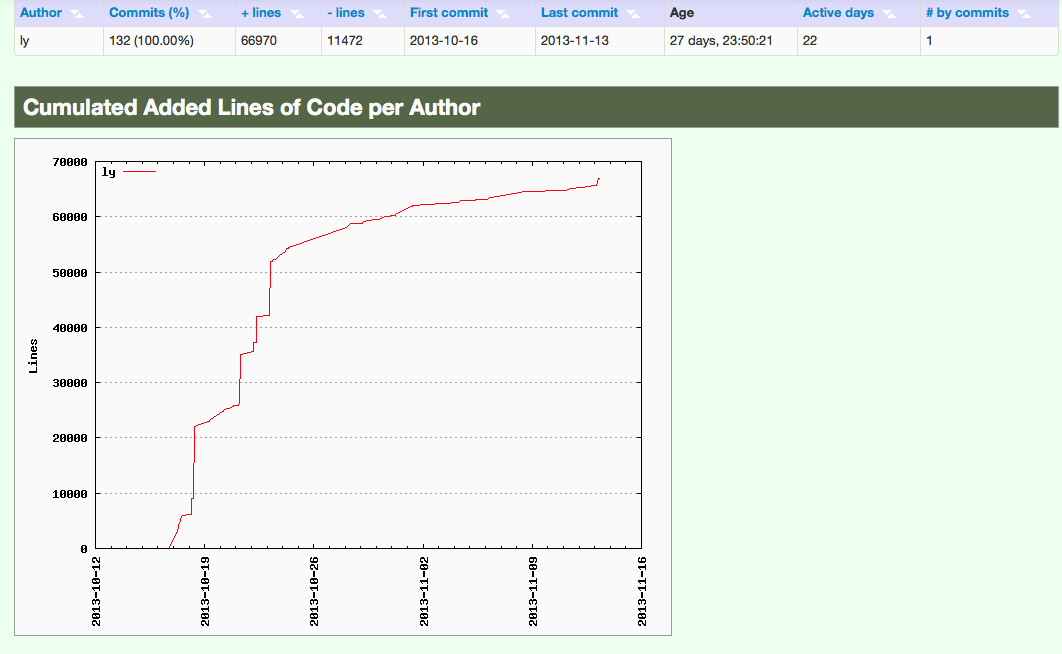 Author Commits (%) + lines - lines First commit Last commit Age Active days # by commits
ly 132 (100.00%) 66970 11472 2013-10-16 2013-11-13 27 days, 23:50:21 22 1
Cumulated Added Lines of Code per Author
70000
ly
60000
50000
40000
Lines
30000
20000
10000
0
2013-10-12 2013-10-19 2013-10-26 2013-11-02 2013-11-09 2013-11-16